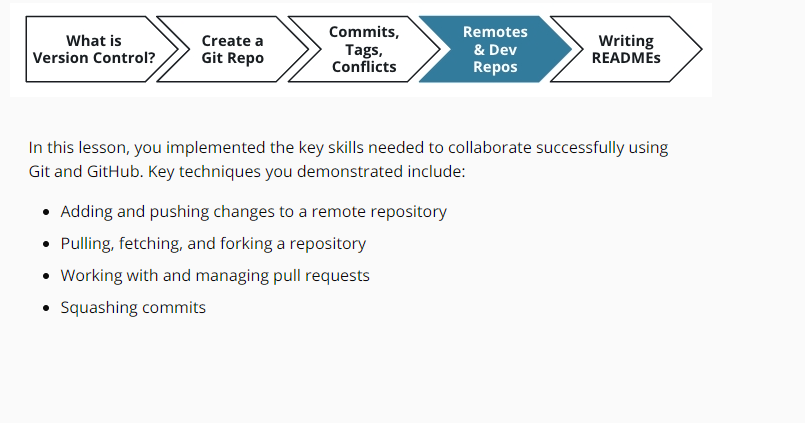 What is
Version Control?
Create a
Git Repo
Commits,
Tags,
Conflicts
Remotes
& Dev
Repos
Writing
READMEs
In this lesson, you implemented the key skills needed to collaborate successfully using
Git and GitHub. Key techniques you demonstrated include:
• Adding and pushing changes to a remote repository
• Pulling, fetching, and forking a repository
• Working with and managing pull requests
• Squashing commits